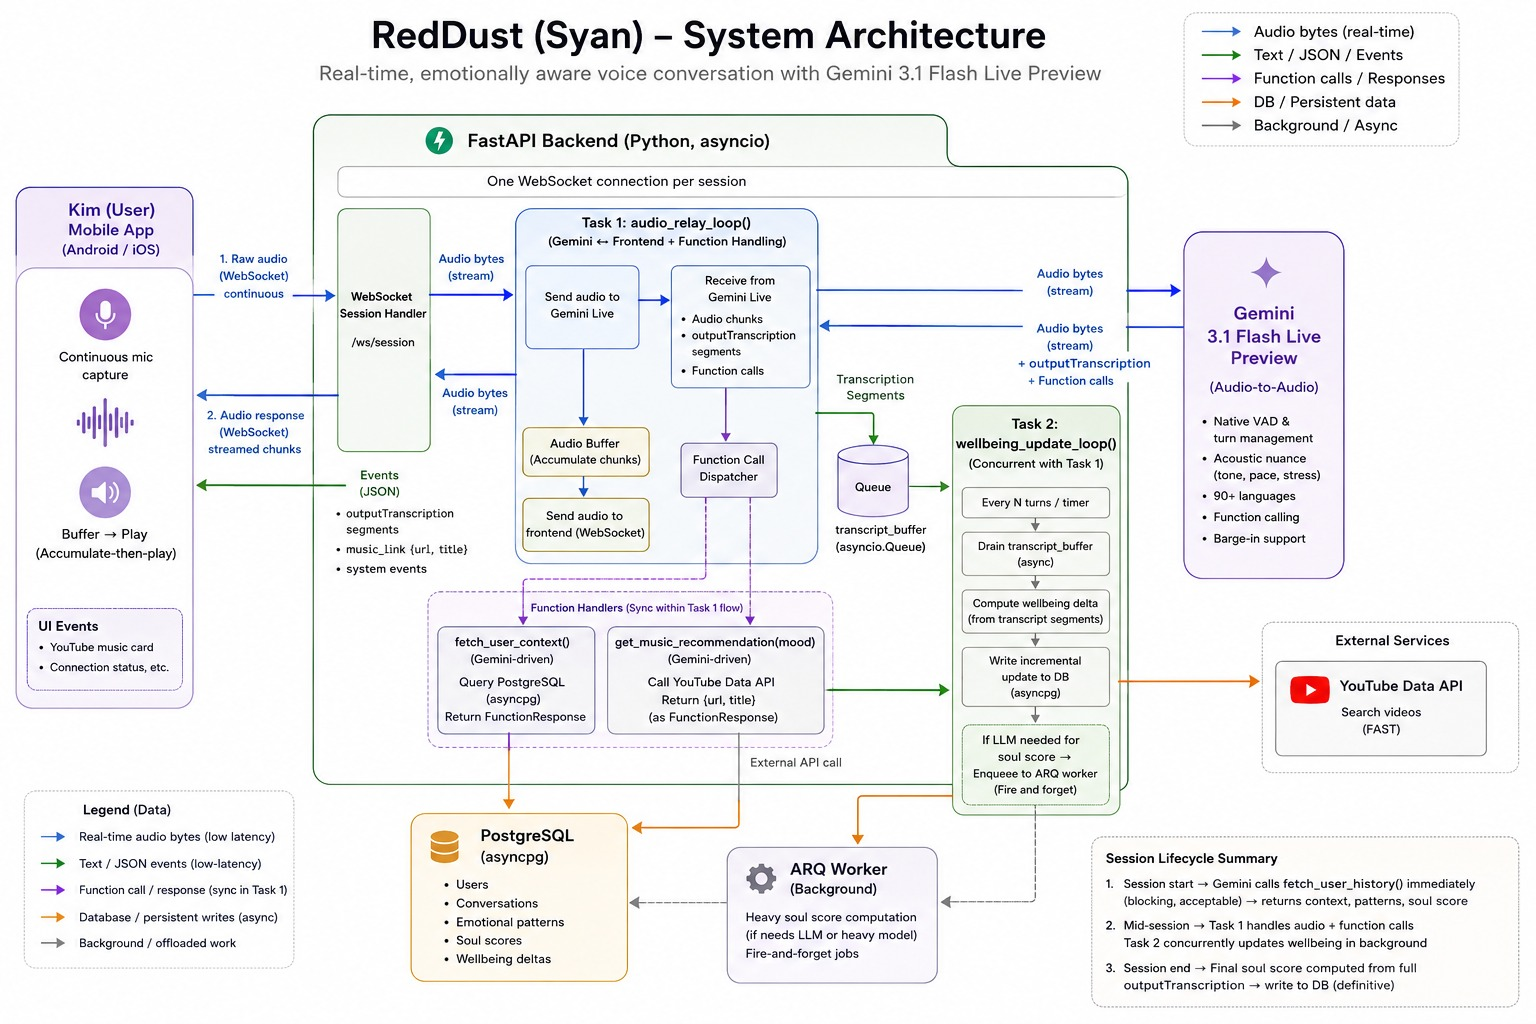 RedDust (Syan) – System Architecture
Real-time, emotionally aware voice conversation with Gemini 3.1 Flash Live Preview
Audio bytes (real-time)
Text / JSON / Events
Function calls / Responses
DB / Persistent data
Background / Async
FastAPI Backend (Python, asyncio)
One WebSocket connection per session
Kim (User)
Mobile App
(Android / iOS)
Continuous mic
capture
Buffer → Play
(Accumulate-then-play)
UI Events
• YouTube music card
• Connection status, etc.
1. Raw audio
(WebSocket)
continuous
2. Audio response
(WebSocket)
streamed chunks
WebSocket
Session Handler
/ws/session
Events
(JSON)
• outputTranscription
segments
• music_link {url, title}
• system events
Audio bytes
(stream)
Audio bytes
(stream)
Task 1: audio_relay_loop()
(Gemini ↔ Frontend + Function Handling)
Send audio to
Gemini Live
Receive from
Gemini Live
• Audio chunks
• outputTranscription
segments
• Function calls
Audio Buffer
(Accumulate chunks)
Send audio to
frontend (WebSocket)
Function Call
Dispatcher
Transcription
Segments
Queue
transcript_buffer
(asyncio.Queue)
Audio bytes
(stream)
Audio bytes
(stream)
+ outputTranscription
+ Function calls
Task 2:
wellbeing_update_loop()
(Concurrent with Task 1)
Every N turns / timer
Drain transcript_buffer
(async)
Compute wellbeing delta
(from transcript segments)
Write incremental
update to DB
(asyncpg)
If LLM needed for
soul score →
Enqueee to ARQ worker
(Fire and forget)
Gemini
3.1 Flash Live
Preview
(Audio-to-Audio)
• Native VAD &
turn management
• Acoustic nuance
(tone, pace, stress)
• 90+ languages
• Function calling
• Barge-in support
Function Handlers (Sync within Task 1 flow)
fetch_user_context()
(Gemini-driven)
Query PostgreSQL
(asyncpg)
Return FunctionResponse
get_music_recommendation(mood)
(Gemini-driven)
Call YouTube Data API
Return {url, title}
(as FunctionResponse)
External API call
External Services
YouTube Data API
Search videos
(FAST)
Legend (Data)
Real-time audio bytes (low latency)
Text / JSON events (low-latency)
Function call / response (sync in Task 1)
Database / persistent writes (async)
Background / offloaded work
PostgreSQL
(asyncpg)
• Users
• Conversations
• Emotional patterns
• Soul scores
• Wellbeing deltas
ARQ Worker
(Background)
Heavy soul score computation
(if needs LLM or heavy model)
Fire-and-forget jobs
Session Lifecycle Summary
1. Session start → Gemini calls fetch_user_history() immediately
(blocking, acceptable) → returns context, patterns, soul score
2. Mid-session → Task 1 handles audio + function calls
Task 2 concurrently updates wellbeing in background
3. Session end → Final soul score computed from full
outputTranscription → write to DB (definitive)